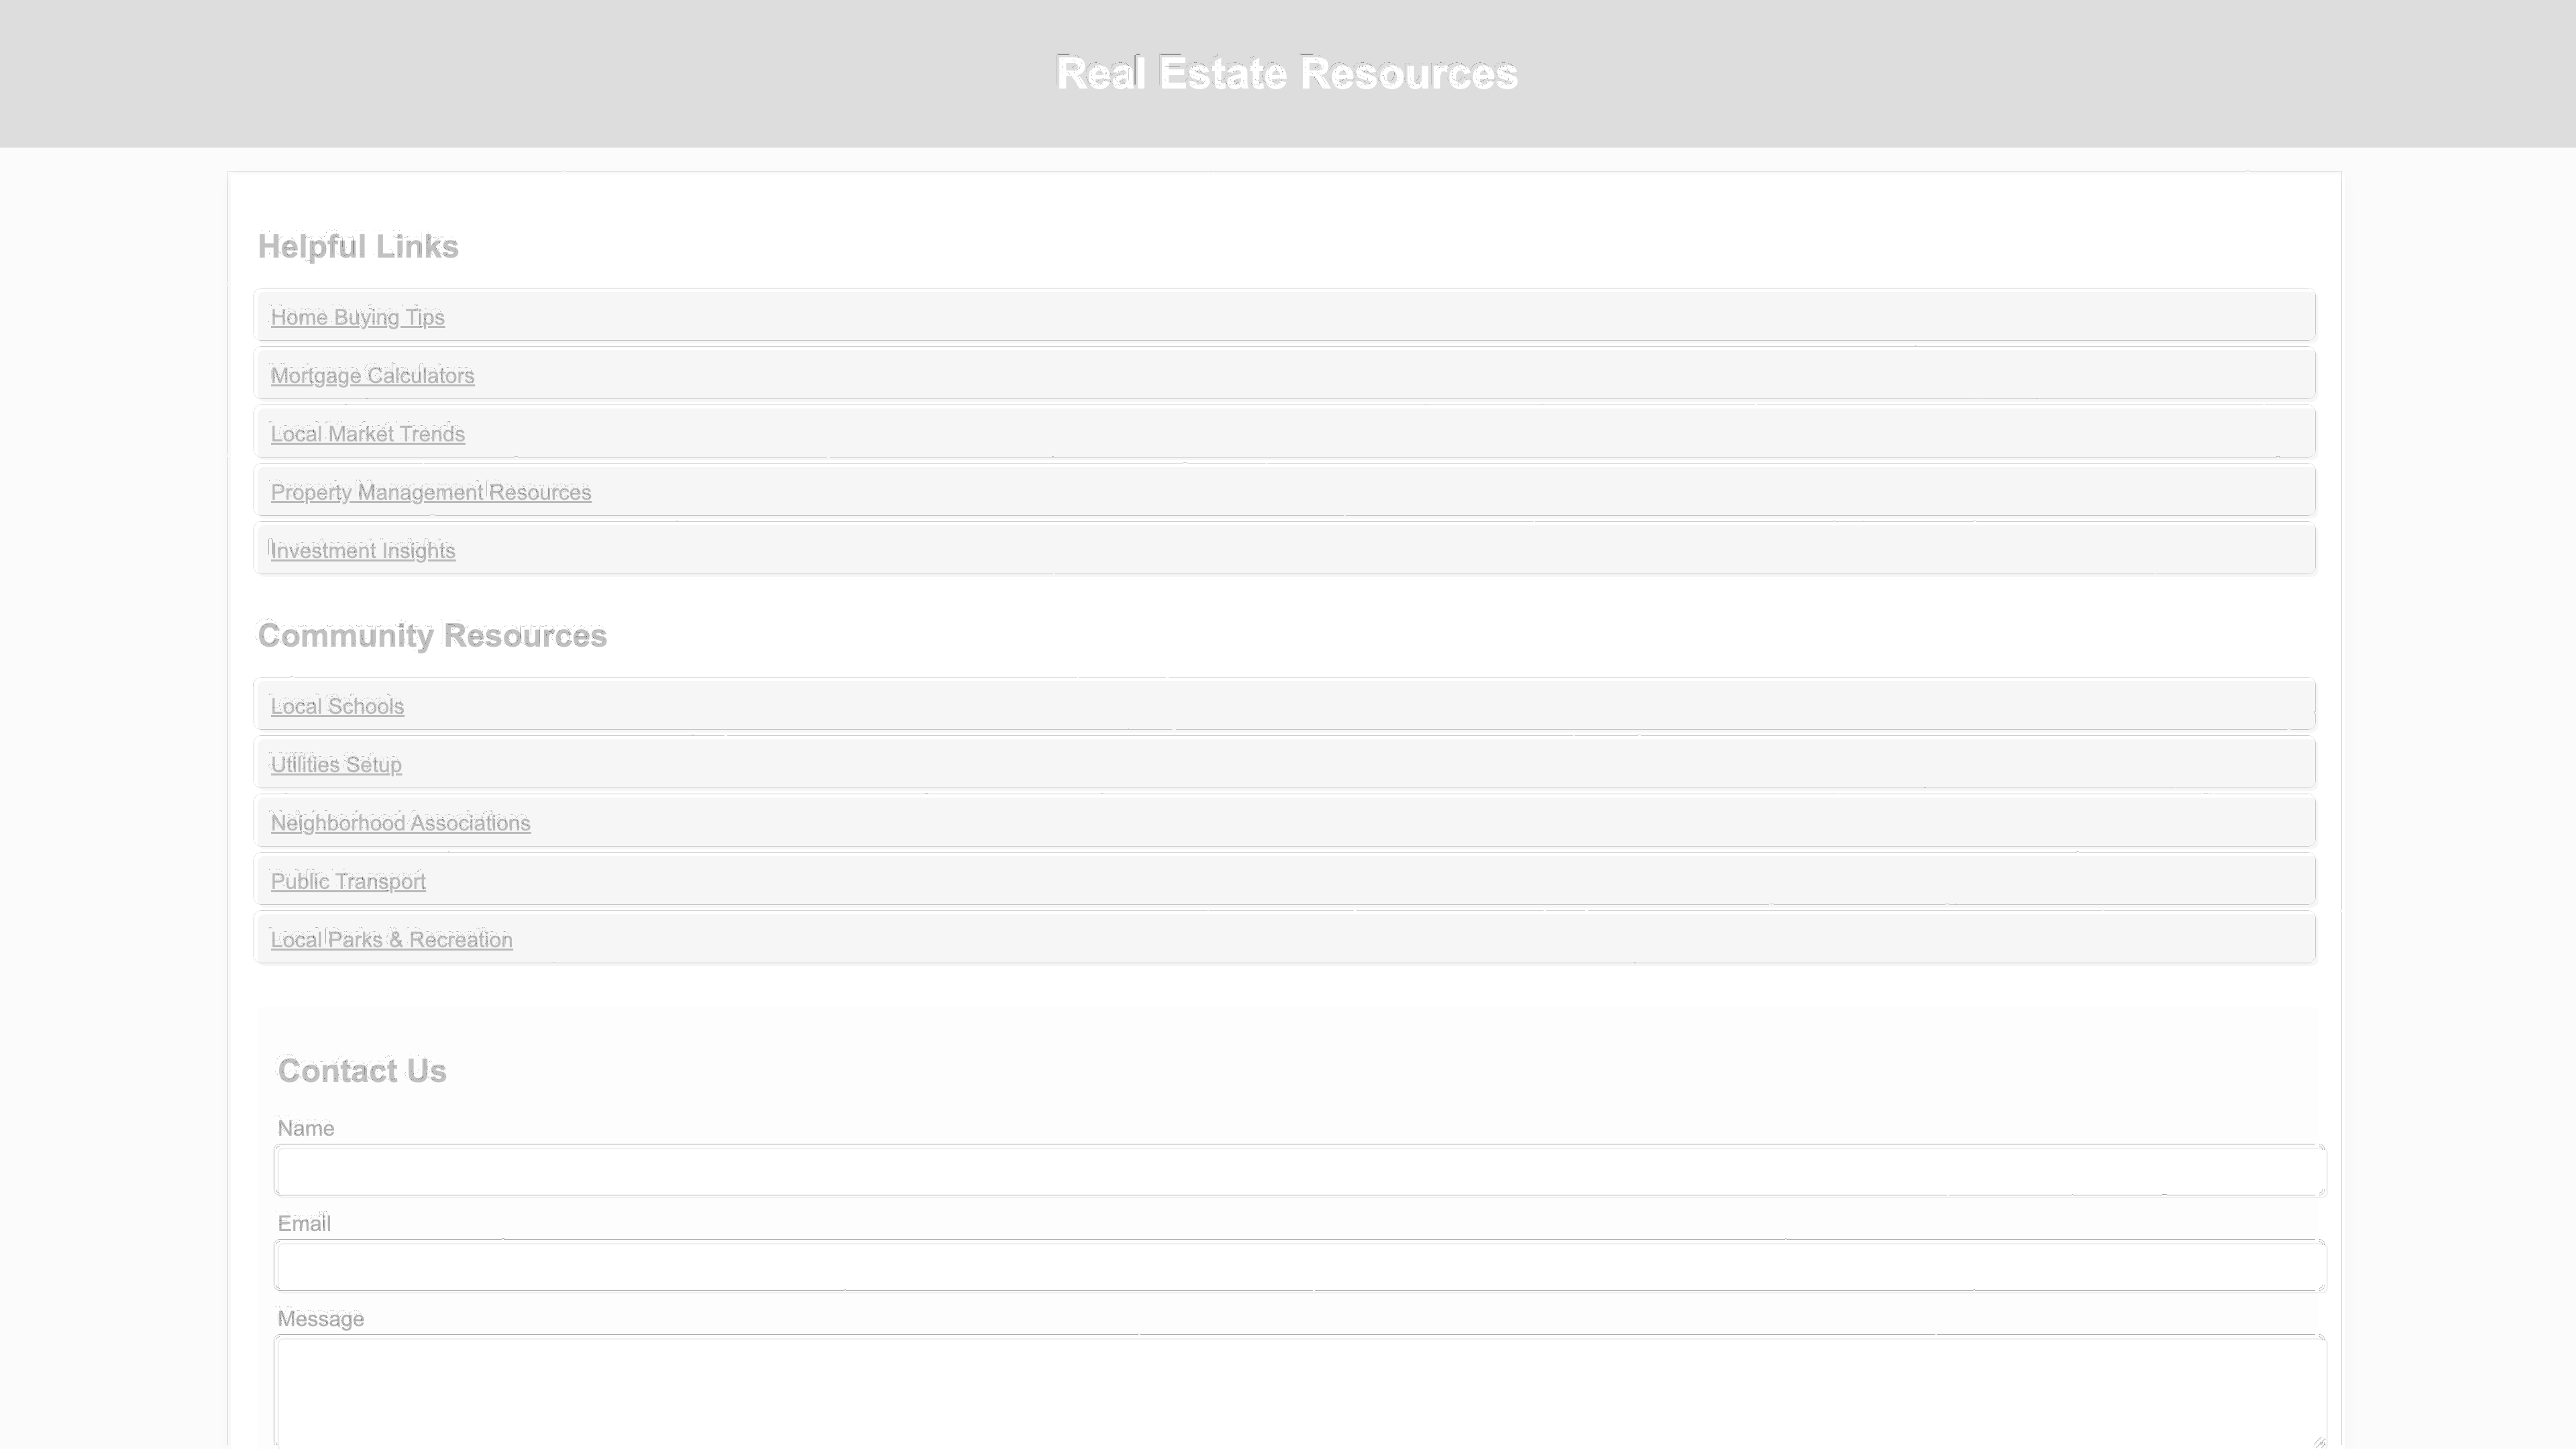 Real Estate Resources
Helpful Links
Home Buying Tips
Mortgage Calculators
Local Market Trends
Property Management Resources
Investment Insights
Community Resources
Local Schools
Utilities Setup
Neighborhood Associations
Public Transport
Local Parks & Recreation
Contact Us
Name
Email
Message